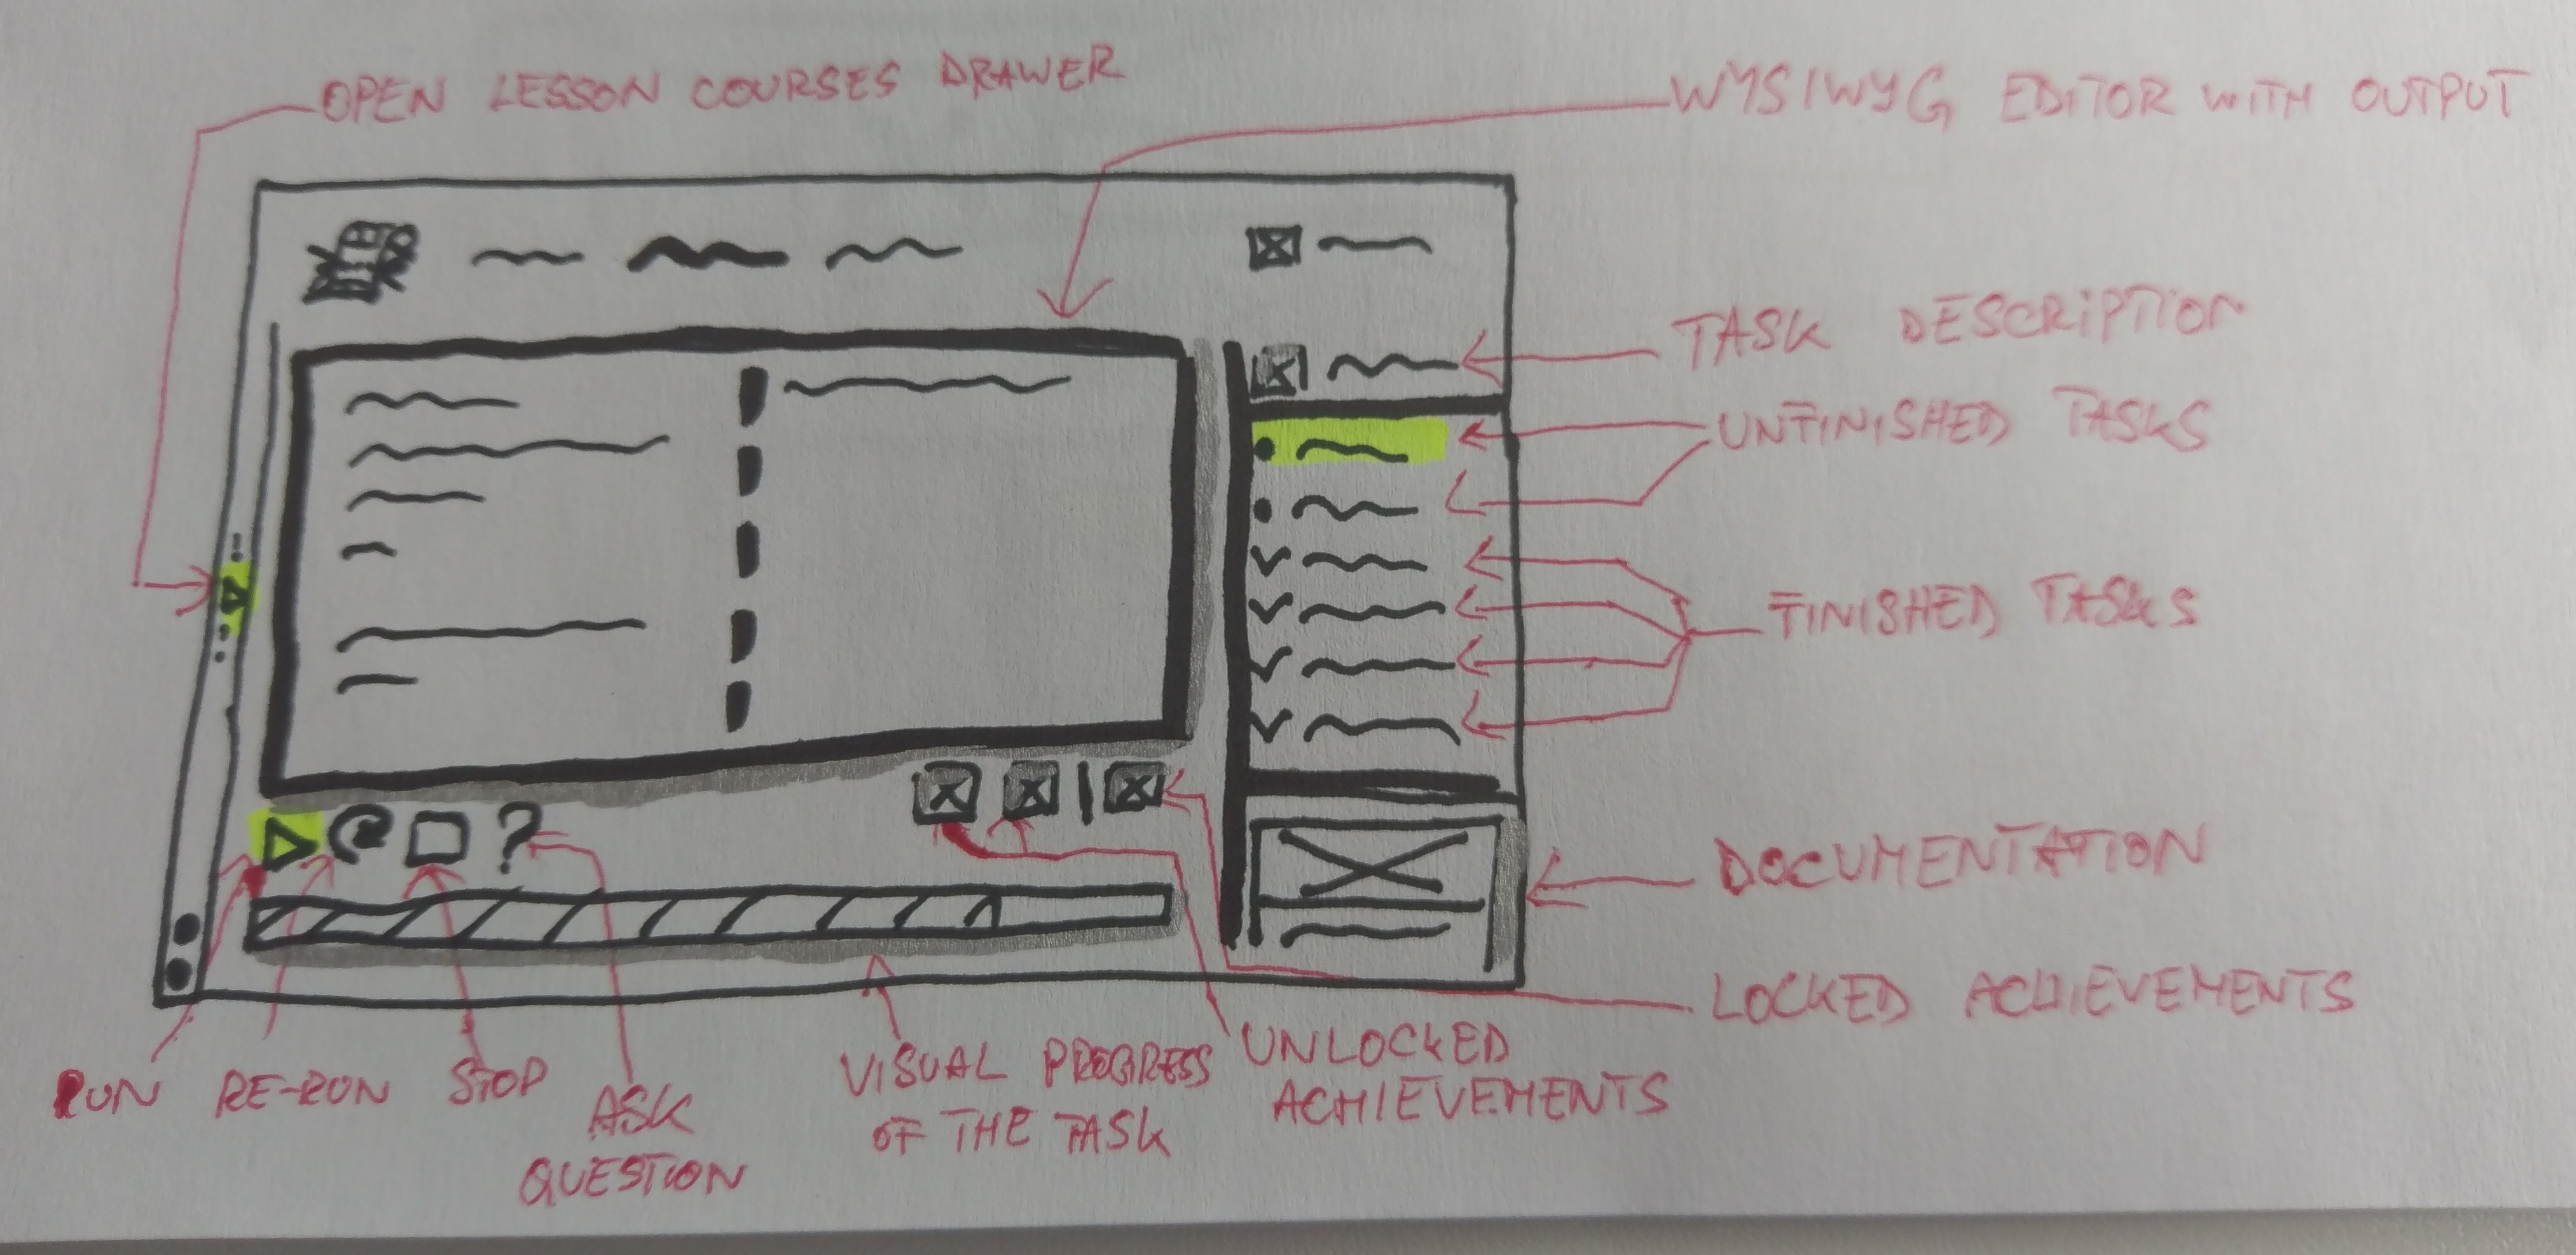 OPEN LESSON COURSES DRAWER
WYSIWYG EDITOR WITH OUTPUT
TASK DESCRIPTION
UNFINISHED TASKS
FINISHED TASKS
DOCUMENTATION
LOCKED ACHIEVEMENTS
?
RUN
RE-RUN
STOP
ASK
QUESTION
VISUAL PROGRESS
OF THE TASK
UNLOCKED
ACHIEVEMENTS